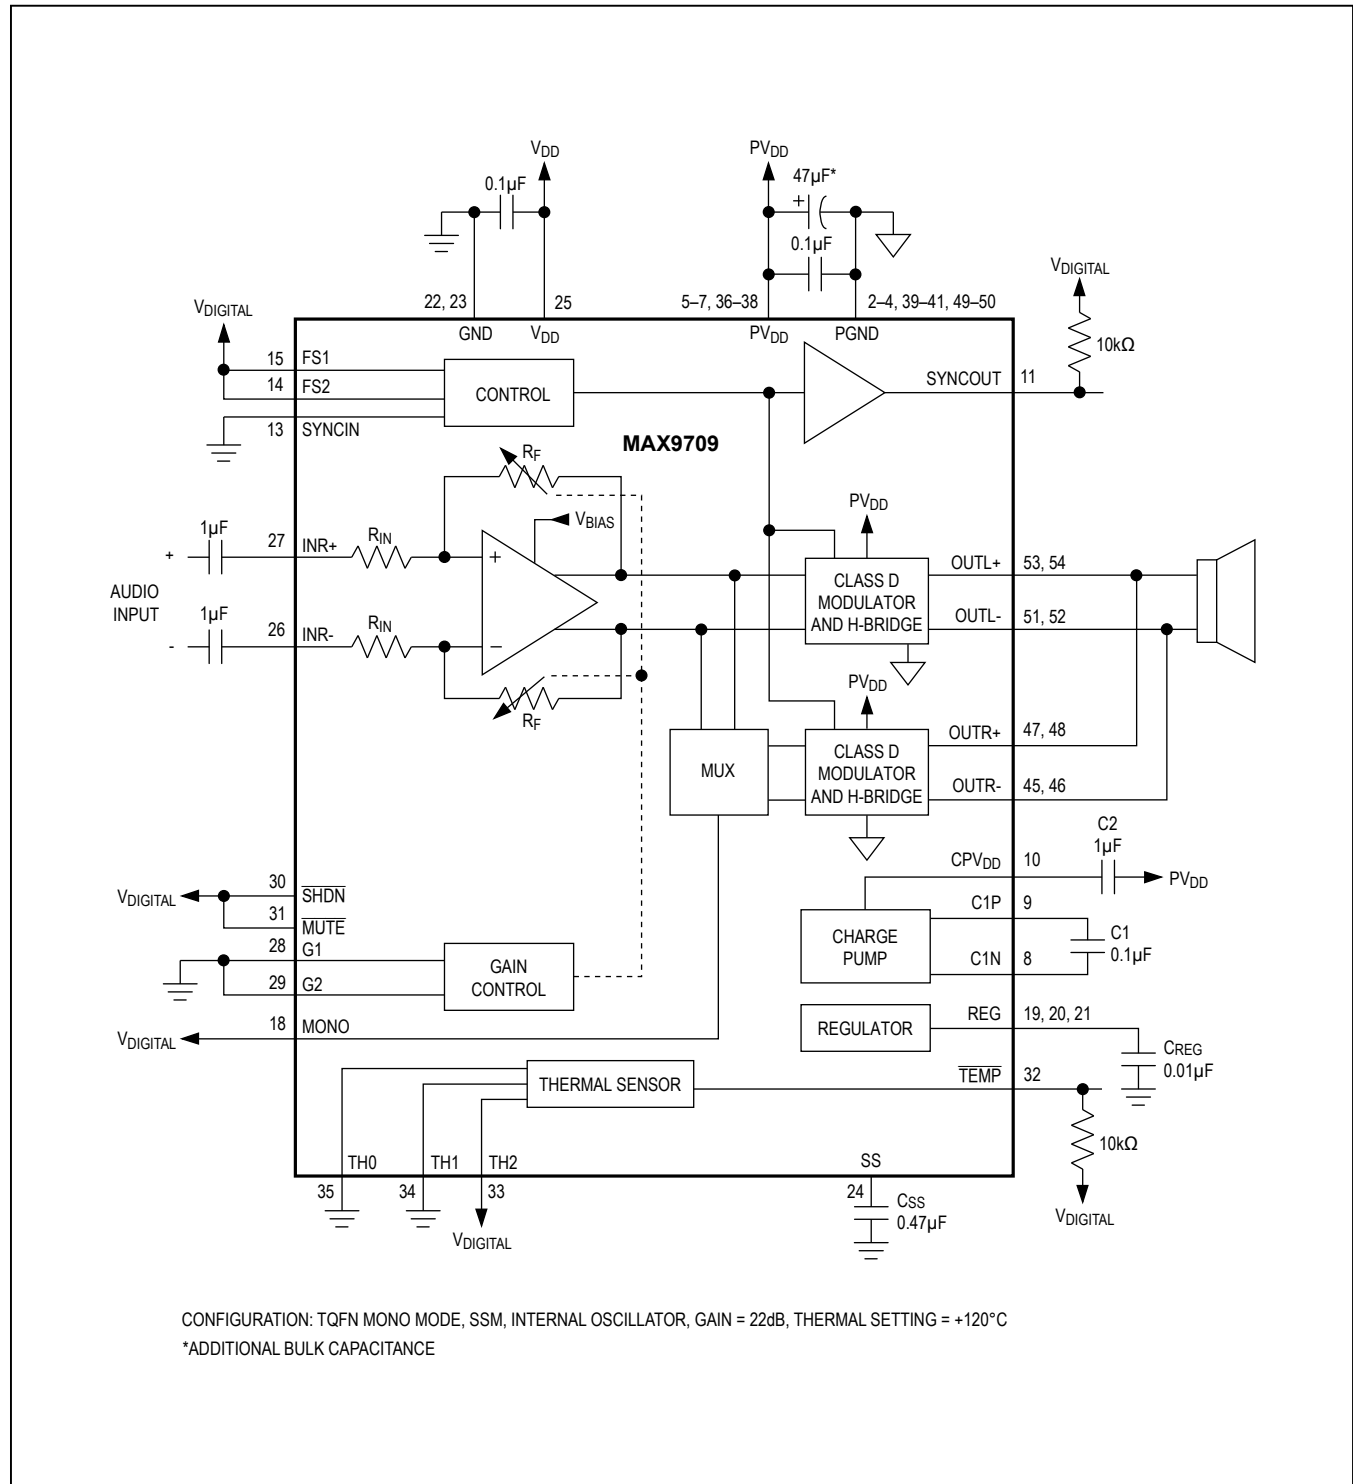 VDD
PVDD
0.1µF
47µF*
+
0.1µF
VDIGITAL
VDIGITAL
22, 23
25
5–7, 36–38
2–4, 39–41, 49–50
GND
VDD
PVDD
PGND
10kΩ
15
FS1
14
FS2
13
SYNCIN
CONTROL
SYNCOUT
11
MAX9709
RF
PVDD
VBIAS
1µF
+
27
INR+
RIN
+
AUDIO
INPUT
1µF
-
26
INR-
RIN
−
RF
CLASS D
MODULATOR
AND H-BRIDGE
OUTL+
53, 54
OUTL-
51, 52
PVDD
MUX
CLASS D
MODULATOR
AND H-BRIDGE
OUTR+
47, 48
OUTR-
45, 46
C2
1µF
CPVDD
10
PVDD
VDIGITAL
30
SHDN
31
MUTE
28
G1
29
G2
GAIN
CONTROL
CHARGE
PUMP
C1P
9
C1N
8
C1
0.1µF
VDIGITAL
18
MONO
REGULATOR
REG
19, 20, 21
CREG
0.01µF
THERMAL SENSOR
TEMP
32
10kΩ
VDIGITAL
TH0
TH1
TH2
SS
35
34
33
24
VDIGITAL
CSS
0.47µF
CONFIGURATION: TQFN MONO MODE, SSM, INTERNAL OSCILLATOR, GAIN = 22dB, THERMAL SETTING = +120°C
*ADDITIONAL BULK CAPACITANCE